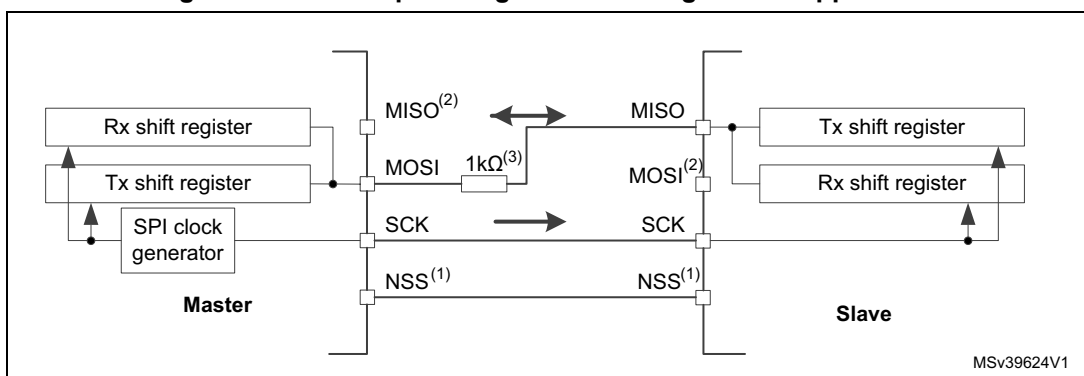 MISO(2)
MISO
Rx shift register
Tx shift register
MOSI
1kΩ(3)
MOSI(2)
Tx shift register
Rx shift register
SPI clock
generator
SCK
SCK
NSS(1)
NSS(1)
Master
Slave
MSv39624V1